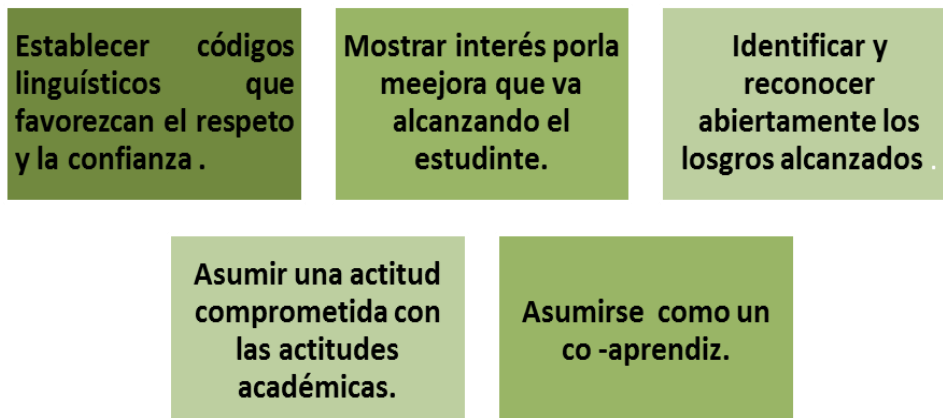 Establecer códigos
linguísticos que
favorezcan el respeto
y la confianza .
Mostrar interés porla
meejora que va
alcanzando el
estudinte.
Identificar y
reconocer
abiertamente los
losgros alcanzados .
Asumir una actitud
comprometida con
las actitudes
académicas.
Asumirse como un
co -aprendiz.